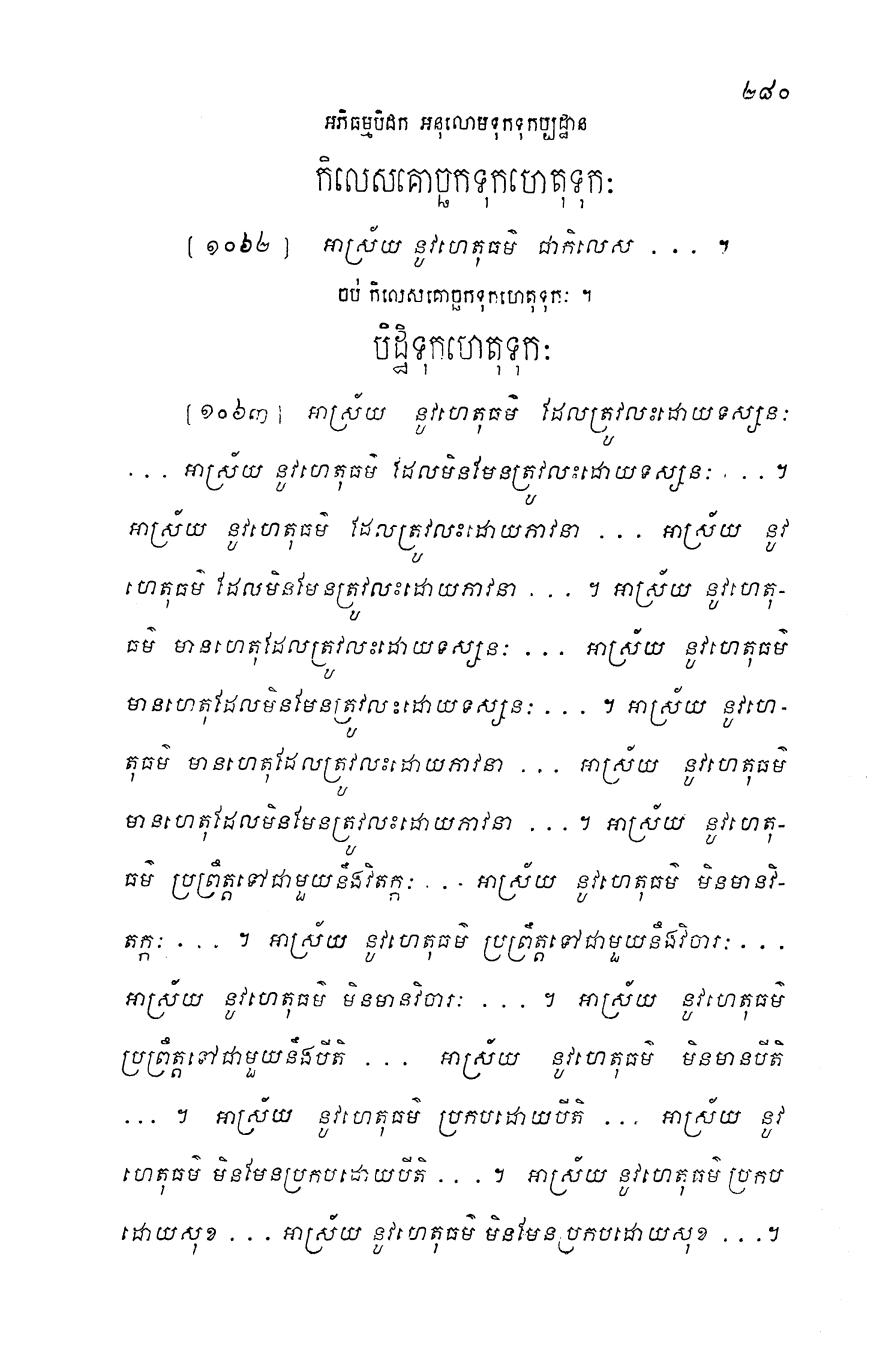 ២៨០
អភិធម្មបិដក អនុលោមទុកទុកប្បដ្ឋាន
កិលេសគោច្ឆកទុកហេតុទុកៈ
[ ១០៦២ ] អាស្រ័យ នូវហេតុធម៌ ជាកិលេស . . . ។
ចប់ កិលេសគោច្ឆកទុកហេតុទុកៈ ។
បិដ្ឋិទុកហេតុទុកៈ
[ ១០៦៣ ] អាស្រ័យ នូវហេតុធម៌ ដែលត្រូវលះដោយទស្សនៈ
. . . អាស្រ័យ នូវហេតុធម៌ ដែលមិនមែនត្រូវលះដោយទស្សនៈ . . . ។
អាស្រ័យ នូវហេតុធម៌ ដែលត្រូវលះដោយភាវនា . . . អាស្រ័យ នូវ
ហេតុធម៌ ដែលមិនមែនត្រូវលះដោយភាវនា . . . ។ អាស្រ័យ នូវហេតុ-
ធម៌ មានហេតុដែលត្រូវលះដោយទស្សនៈ . . . អាស្រ័យ នូវហេតុធម៌
មានហេតុដែលមិនមែនត្រូវលះដោយទស្សនៈ . . . ។ អាស្រ័យ នូវហេ-
តុធម៌ មានហេតុដែលត្រូវលះដោយភាវនា . . . អាស្រ័យ នូវហេតុធម៌
មានហេតុដែលមិនមែនត្រូវលះដោយភាវនា . . . ។ អាស្រ័យ នូវហេតុ-
ធម៌ ប្រព្រឹត្តទៅជាមួយនឹងវិតក្កៈ . . . អាស្រ័យ នូវហេតុធម៌ មិនមានវិ-
តក្កៈ . . . ។ អាស្រ័យ នូវហេតុធម៌ ប្រព្រឹត្តទៅជាមួយនឹងវិចារៈ . . .
អាស្រ័យ នូវហេតុធម៌ មិនមានវិចារៈ . . . ។ អាស្រ័យ នូវហេតុធម៌
ប្រព្រឹត្តទៅជាមួយនឹងបីតិ . . . អាស្រ័យ នូវហេតុធម៌ មិនមានបីតិ
. . . ។ អាស្រ័យ នូវហេតុធម៌ ប្រកបដោយបីតិ . . . អាស្រ័យ នូវ
ហេតុធម៌ មិនមែនប្រកបដោយបីតិ . . . ។ អាស្រ័យ នូវហេតុធម៌ ប្រកប
ដោយសុខ . . . អាស្រ័យ នូវហេតុធម៌ មិនមែនប្រកបដោយសុខ . . . ។